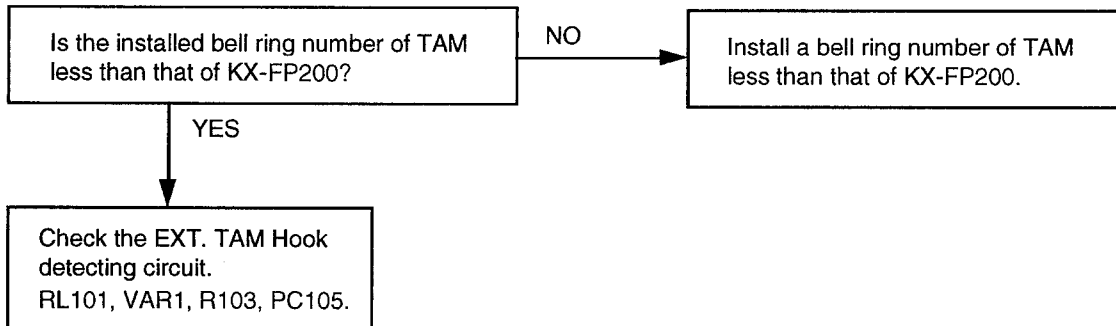 Is the installed bell ring number of TAM
less than that of KX-FP200?
NO
Install a bell ring number of TAM
less than that of KX-FP200.
YES
Check the EXT. TAM Hook
detecting circuit.
RL101, VAR1, R103, PC105.